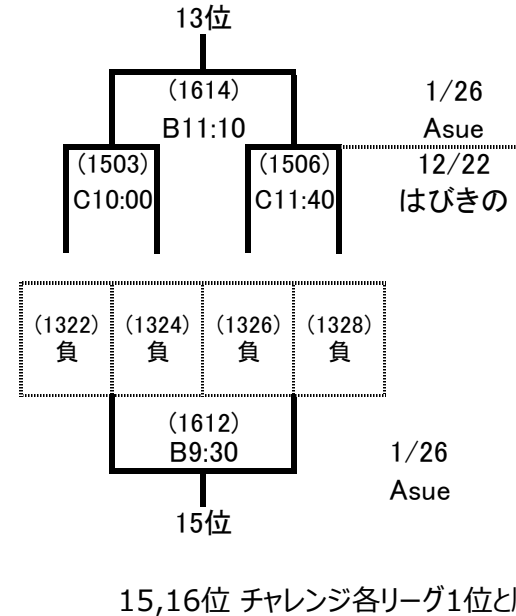 13位
(1614) 1/26
B11:10 Asue
(1503) (1506) 12/22
C10:00 C11:40 はびきの
(1322) (1324) (1326) (1328)
負 負 負 負
(1612)
B9:30 1/26
Asue
15位
15,16位 チャレンジ各リーグ1位と